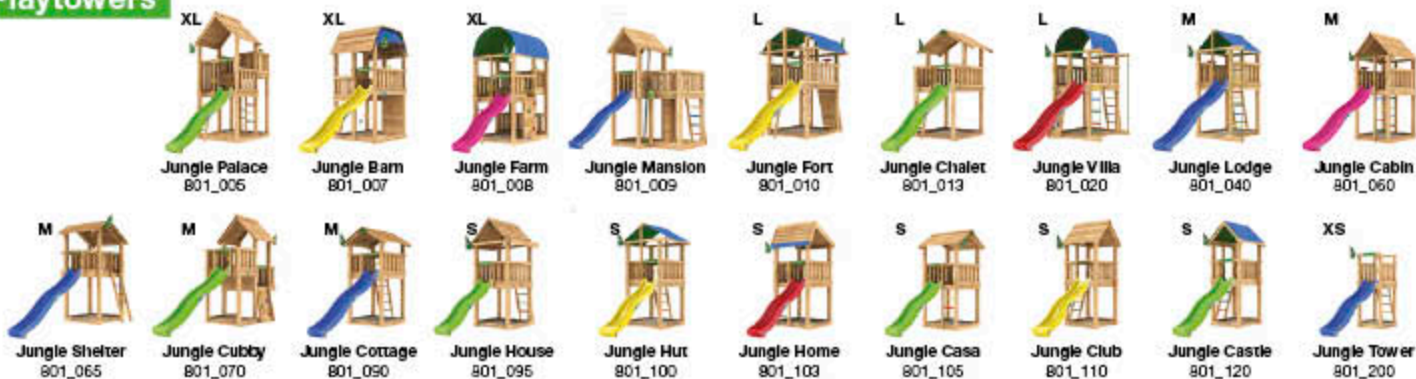 Playtowers
XL XL XL L L L M M
Jungle Palace Jungle Barn Jungle Farm Jungle Mansion Jungle Fort Jungle Chalet Jungle Villa Jungle Lodge Jungle Cabin
801_005 801_007 801_008 801_009 801_010 801_013 801_020 801_040 801_060
M M M S S S S S S XS
Jungle Shelter Jungle Cubby Jungle Cottage Jungle House Jungle Hut Jungle Home Jungle Casa Jungle Club Jungle Castle Jungle Tower
801_065 801_070 801_090 801_095 801_100 801_103 801_105 801_110 801_120 801_200